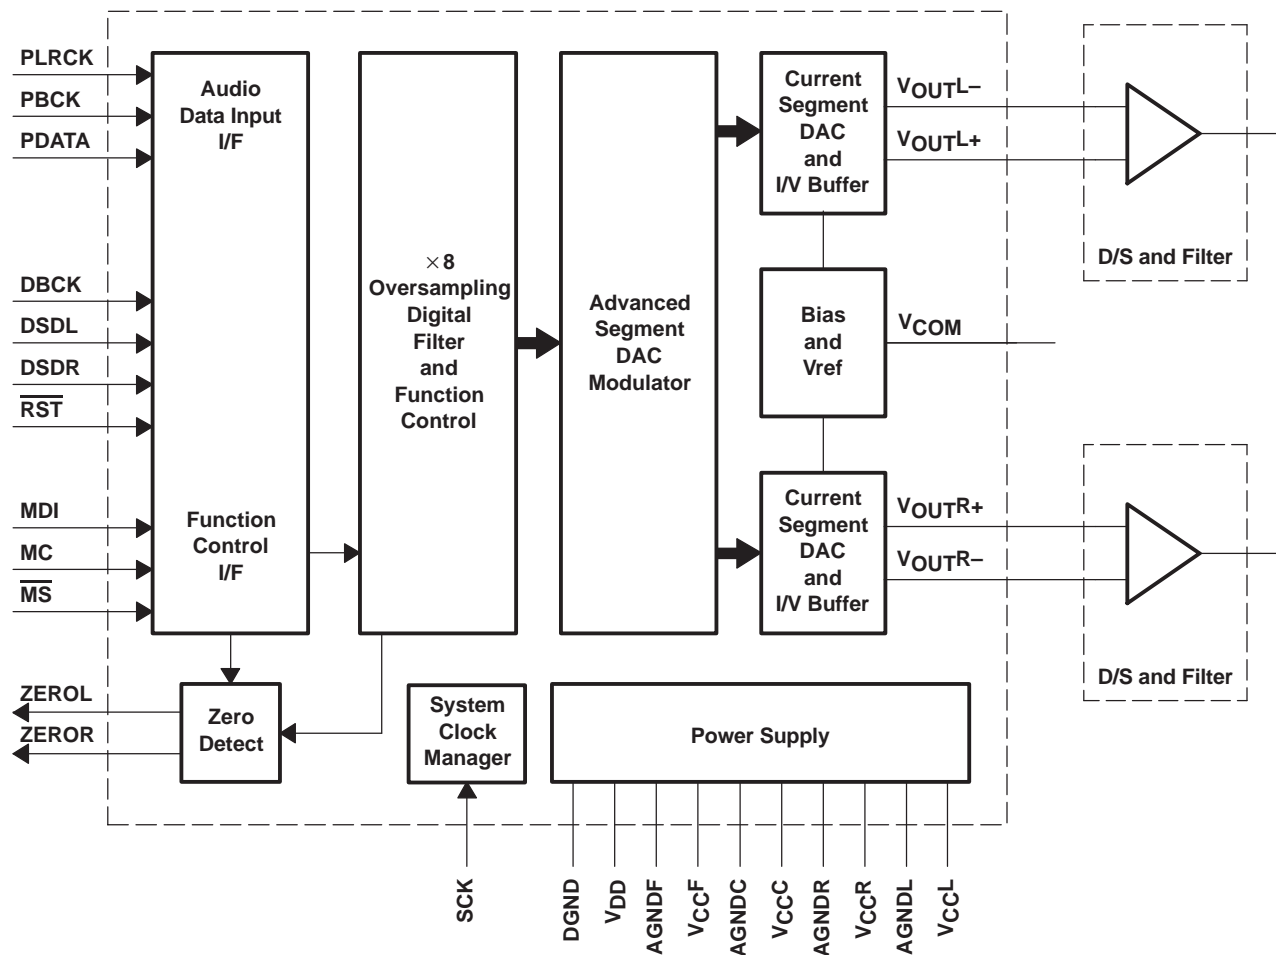 PLRCK
PBCK
PDATA
DBCK
DSDL
DSDR
RST
MDI
MC
MS
ZEROL
ZEROR
Audio
Data Input
I/F
Function
Control
I/F
×8
Oversampling
Digital
Filter
and
Function
Control
Advanced
Segment
DAC
Modulator
Current
Segment
DAC
and
I/V Buffer
Bias
and
Vref
Current
Segment
DAC
and
I/V Buffer
VOUTL–
VOUTL+
VCOM
VOUTR+
VOUTR–
D/S and Filter
D/S and Filter
Zero
Detect
System
Clock
Manager
Power Supply
SCK
DGND
VDD
AGNDF
VCCF
AGNDC
VCCC
AGNDR
VCCR
AGNDL
VCCL